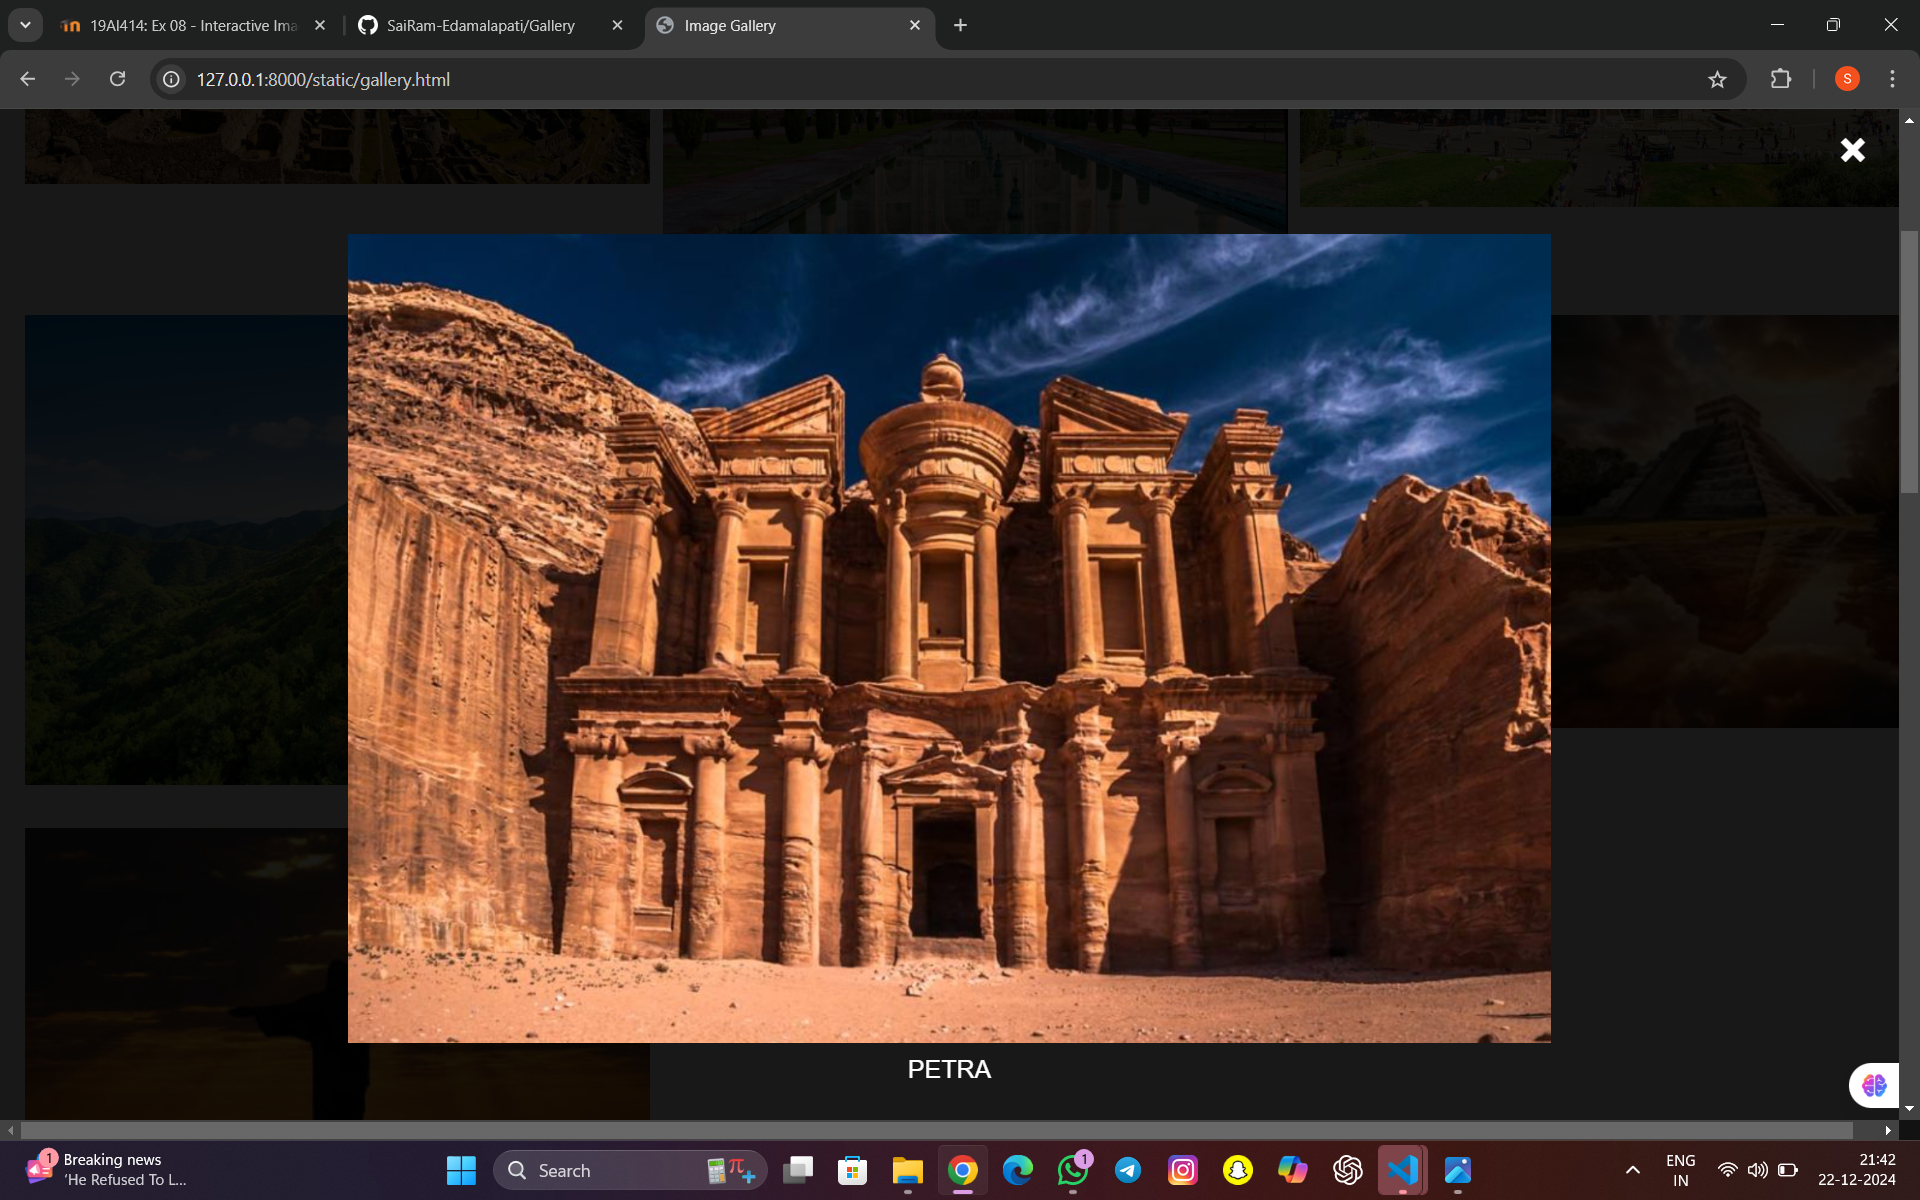 19AI414: Ex 08 - Interactive Ima
SaiRam-Edamalapati/Gallery
Image Gallery
127.0.0.1:8000/static/gallery.html
S
PETRA
1
Breaking news
'He Refused To L...
Search
1
ENG
IN
21:42
22-12-2024